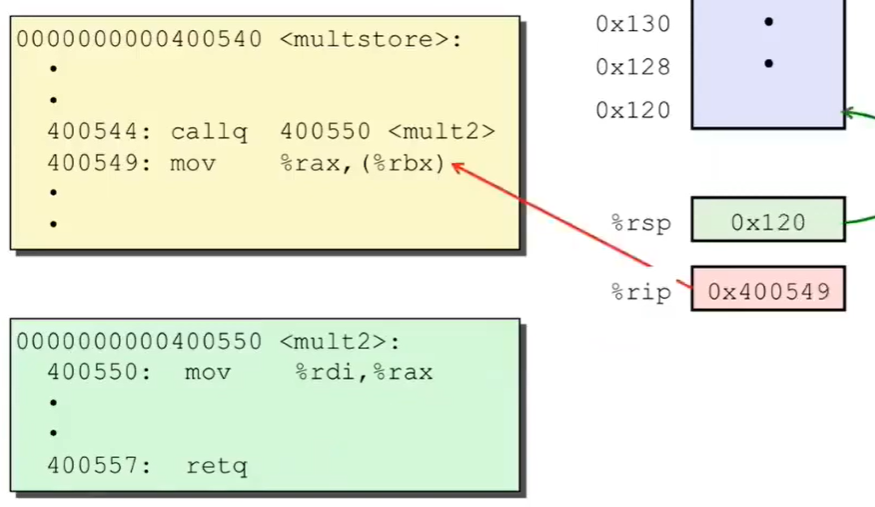 0000000000400540 <multstore>:
•
•
400544: callq 400550 <mult2>
400549: mov %rax,(%rbx)
•
•
0000000000400550 <mult2>:
400550: mov %rdi,%rax
•
•
400557: retq
0x130 •
0x128 •
0x120
%rsp 0x120
%rip 0x400549